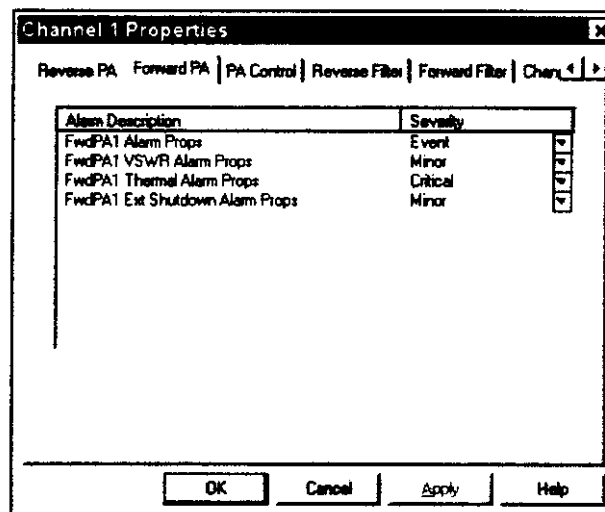 Channel 1 Properties
Reverse PA Forward PA PA Control Reverse Filter Forward Filter Chan
Alarm Description Severity
FwdPA1 Alarm Props Event
FwdPA1 VSWR Alarm Props Minor
FwdPA1 Thermal Alarm Props Critical
FwdPA1 Ext Shutdown Alarm Props Minor
OK Cancel Apply Help